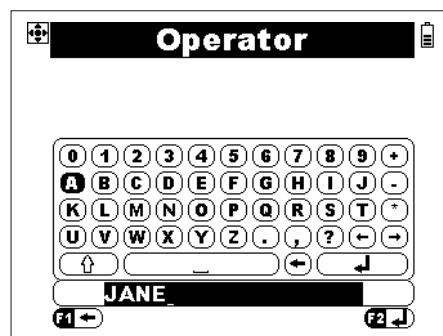 Operator
0 1 2 3 4 5 6 7 8 9 +
A B C D E F G H I J -
K L M N O P Q R S T *
U V W X Y Z . , ? ← →
⇧ ⎵ ← ↵
JANE_
F1 ← F2 ↵